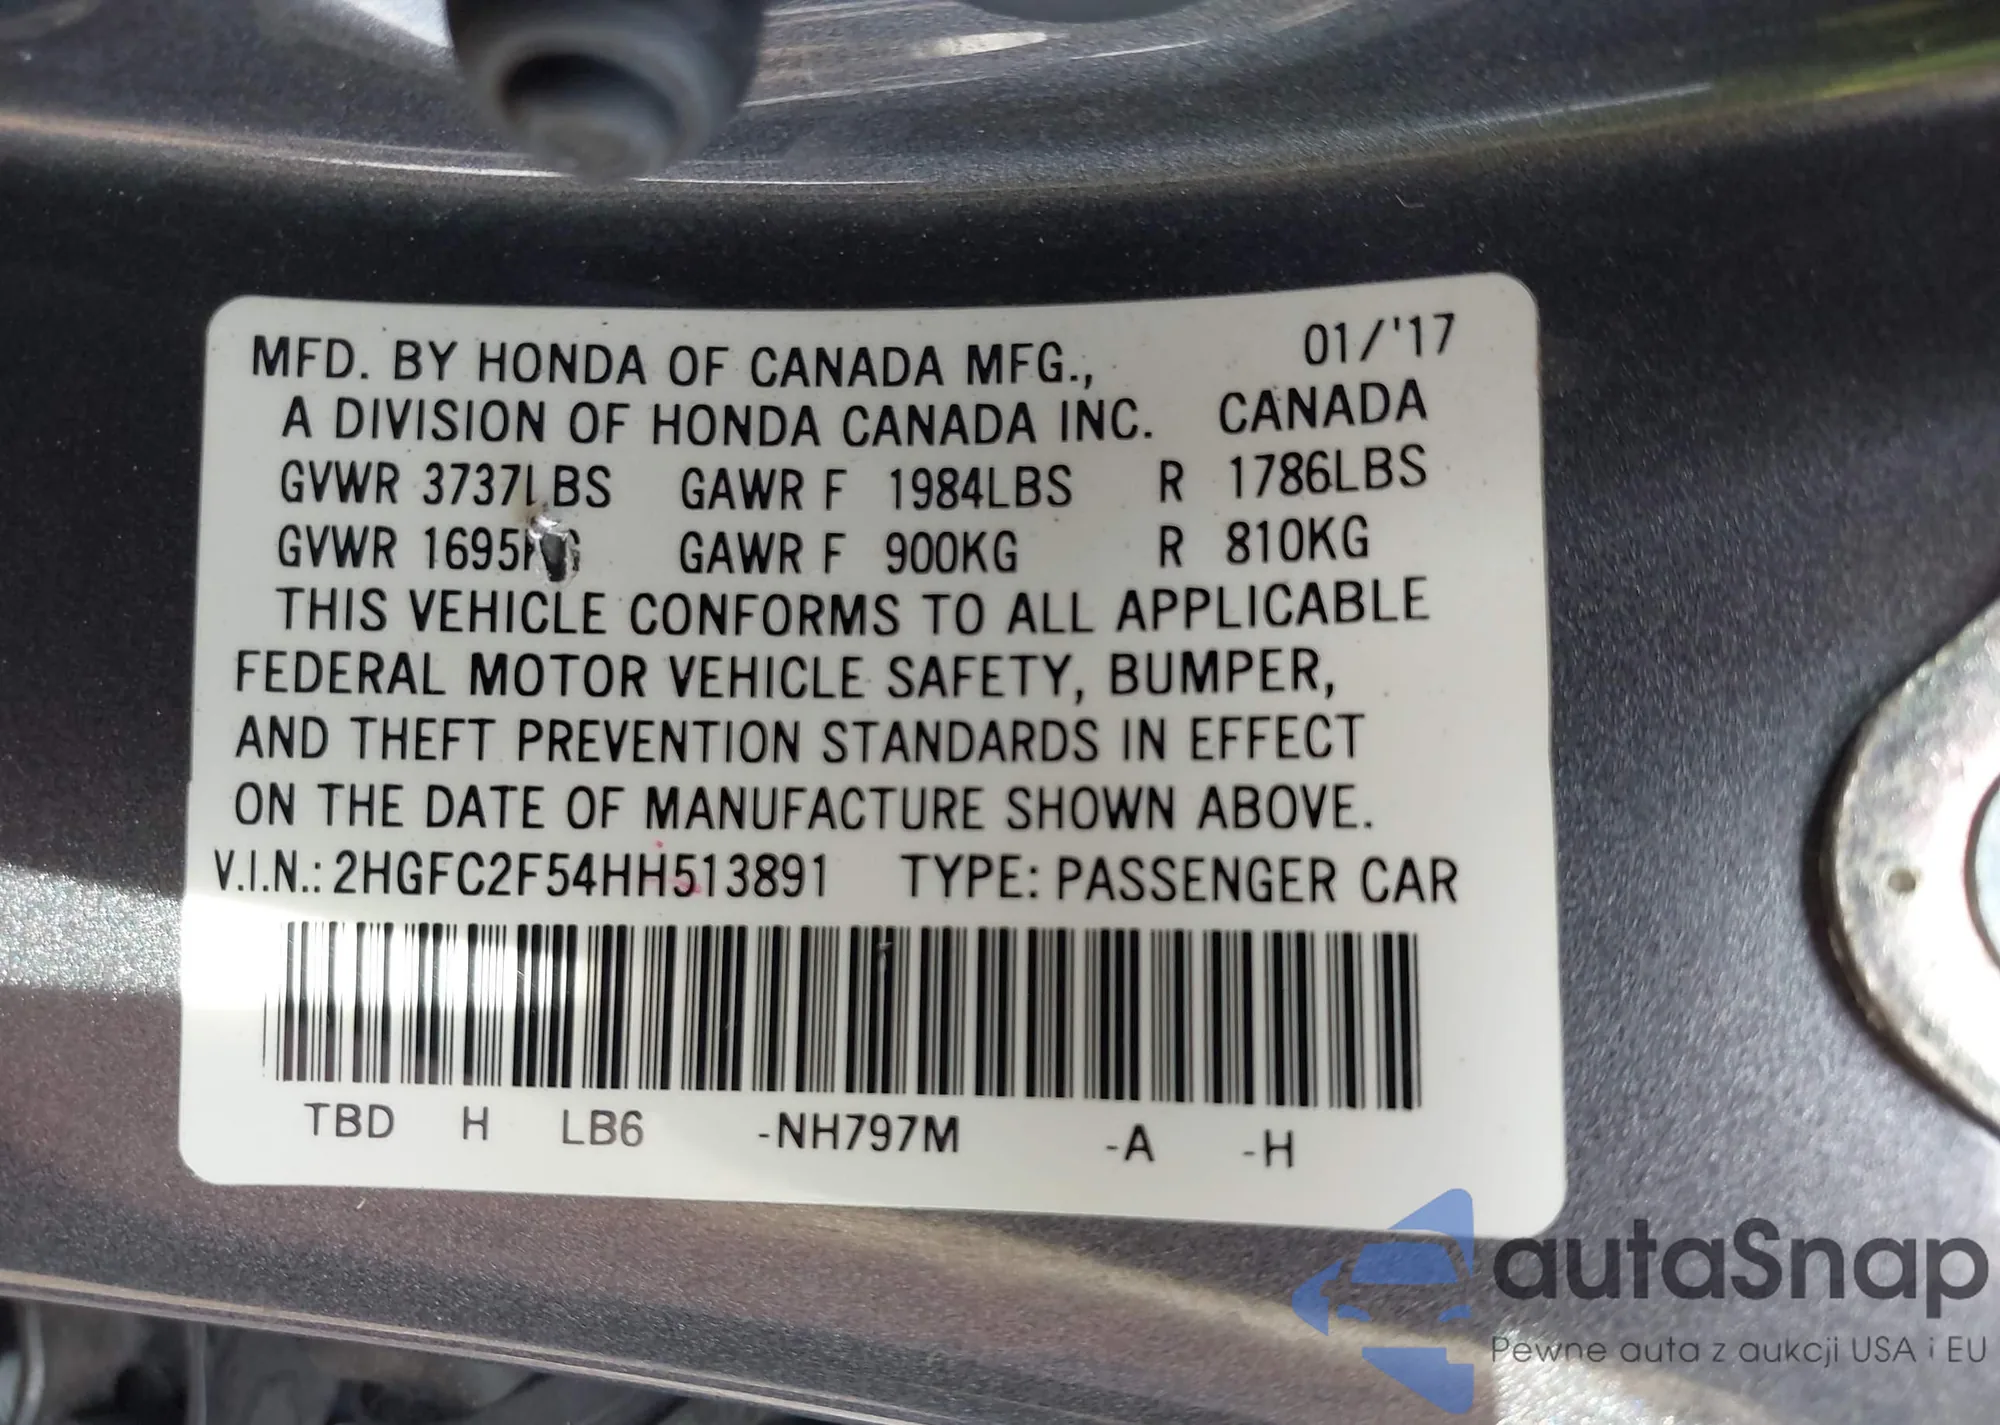 MFD. BY HONDA OF CANADA MFG., 01/'17
A DIVISION OF HONDA CANADA INC. CANADA
GVWR 3737LBS GAWR F 1984LBS R 1786LBS
GVWR 1695KG GAWR F 900KG R 810KG
THIS VEHICLE CONFORMS TO ALL APPLICABLE
FEDERAL MOTOR VEHICLE SAFETY, BUMPER,
AND THEFT PREVENTION STANDARDS IN EFFECT
ON THE DATE OF MANUFACTURE SHOWN ABOVE.
V.I.N.: 2HGFC2F54HH513891 TYPE: PASSENGER CAR
TBD H LB6 -NH797M -A -H
autaSnap
Pewne auta z aukcji USA i EU